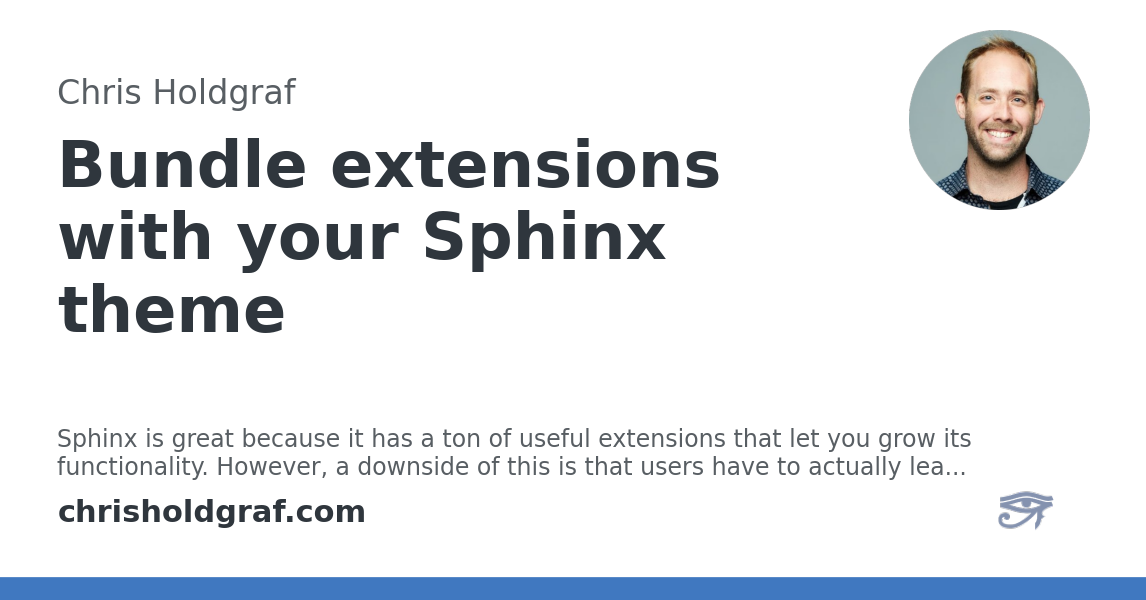 Chris Holdgraf
Bundle extensions
with your Sphinx
theme
Sphinx is great because it has a ton of useful extensions that let you grow its
functionality. However, a downside of this is that users have to actually lea...
chrisholdgraf.com